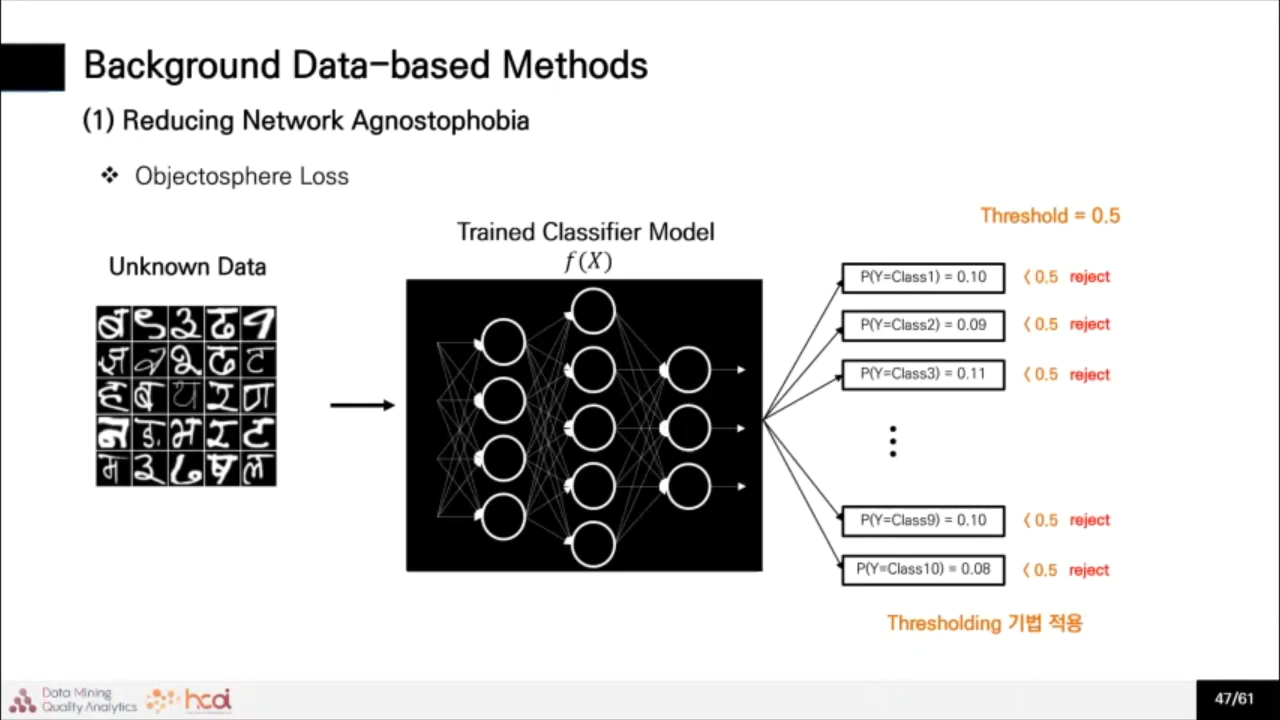 Background Data-based Methods
(1) Reducing Network Agnostophobia
❖ Objectosphere Loss
Threshold = 0.5
Trained Classifier Model
f(X)
Unknown Data
P(Y=Class1) = 0.10 < 0.5 reject
P(Y=Class2) = 0.09 < 0.5 reject
P(Y=Class3) = 0.11 < 0.5 reject
P(Y=Class9) = 0.10 < 0.5 reject
P(Y=Class10) = 0.08 < 0.5 reject
Thresholding 기법 적용
Data Mining
Quality Analytics
hcai
47/61